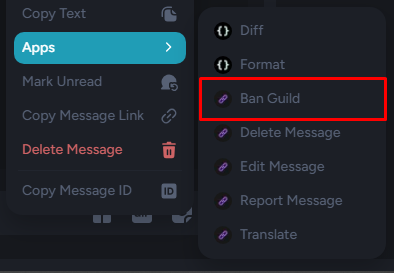 Copy Text
Apps
Mark Unread
Copy Message Link
Delete Message
Copy Message ID
ID
Diff
Format
Ban Guild
Delete Message
Edit Message
Report Message
Translate